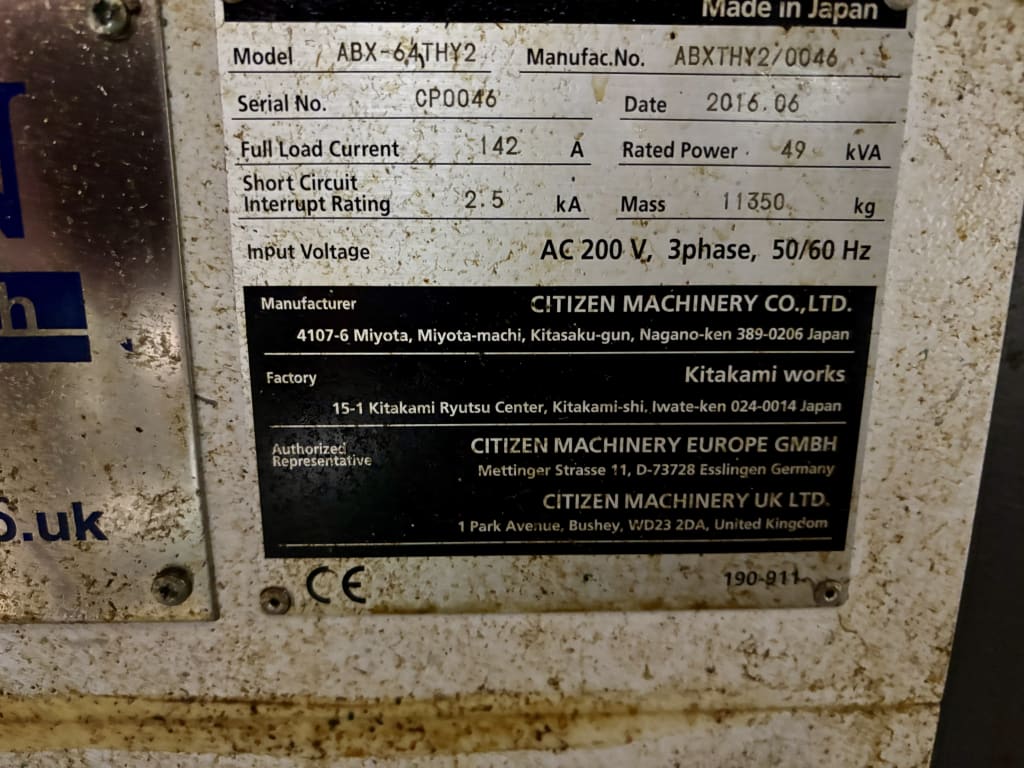 Made in Japan
Model ABX-64THY2 Manufac.No. ABXTHY2/0046
Serial No. CP0046 Date 2016.06
Full Load Current 142 A Rated Power 49 kVA
Short Circuit
Interrupt Rating 2.5 kA Mass 11350 kg
Input Voltage AC 200 V, 3phase, 50/60 Hz
Manufacturer CITIZEN MACHINERY CO.,LTD.
4107-6 Miyota, Miyota-machi, Kitasaku-gun, Nagano-ken 389-0206 Japan
Factory Kitakami works
15-1 Kitakami Ryutsu Center, Kitakami-shi, Iwate-ken 024-0014 Japan
Authorized
Representative CITIZEN MACHINERY EUROPE GMBH
Mettinger Strasse 11, D-73728 Esslingen Germany
CITIZEN MACHINERY UK LTD.
1 Park Avenue, Bushey, WD23 2DA, United Kingdom
CE 190-911
h
.uk